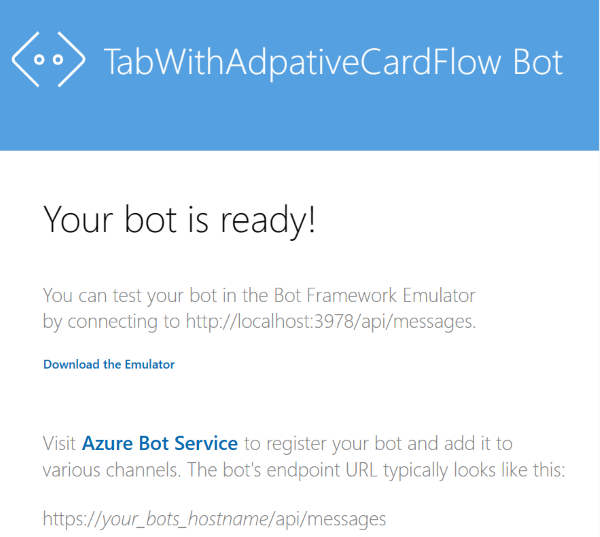 TabWithAdpativeCardFlow Bot
Your bot is ready!
You can test your bot in the Bot Framework Emulator
by connecting to http://localhost:3978/api/messages.
Download the Emulator
Visit Azure Bot Service to register your bot and add it to
various channels. The bot's endpoint URL typically looks like this:
https://your_bots_hostname/api/messages